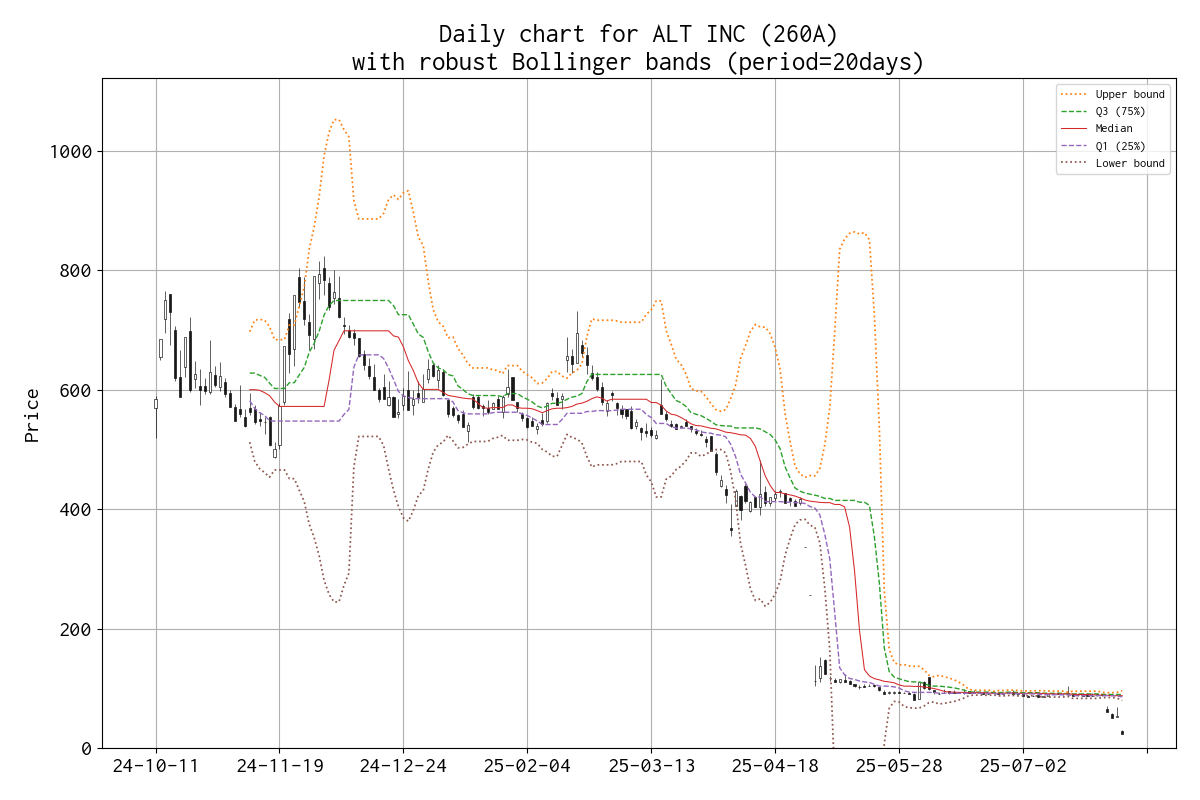 Daily chart for ALT INC (260A)
with robust Bollinger bands (period=20days)
Upper bound
Q3 (75%)
Median
Q1 (25%)
Lower bound
Price
1000
800
600
400
200
0
24-10-11
24-11-19
24-12-24
25-02-04
25-03-13
25-04-18
25-05-28
25-07-02